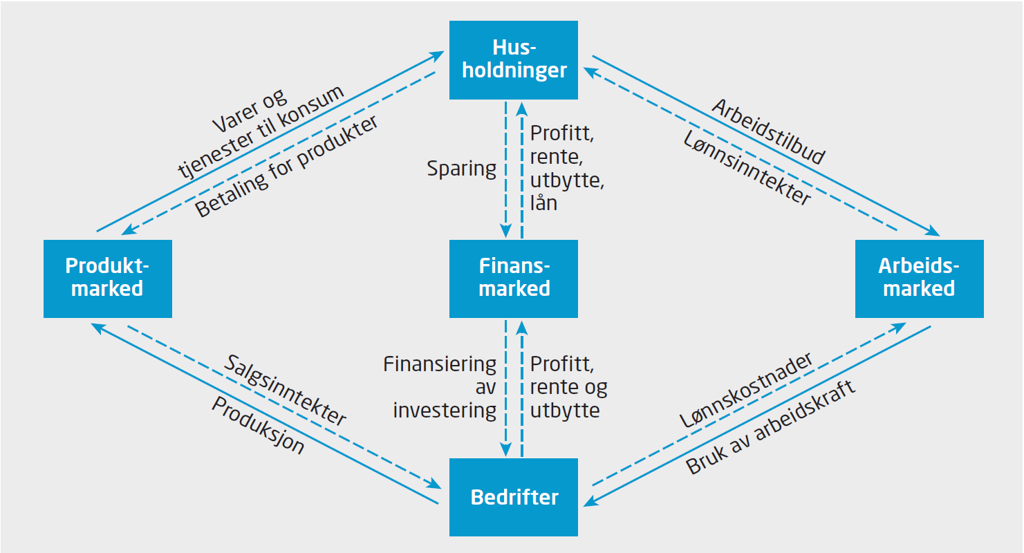 Hus-
holdninger
Varer og
tjenester til konsum
Betaling for produkter
Sparing
Profitt,
rente,
utbytte,
lån
Arbeidstilbud
Lønnsinntekter
Produkt-
marked
Finans-
marked
Arbeids-
marked
Salgsinntekter
Produksjon
Finansiering
av
investering
Profitt,
rente og
utbytte
Lønnskostnader
Bruk av arbeidskraft
Bedrifter